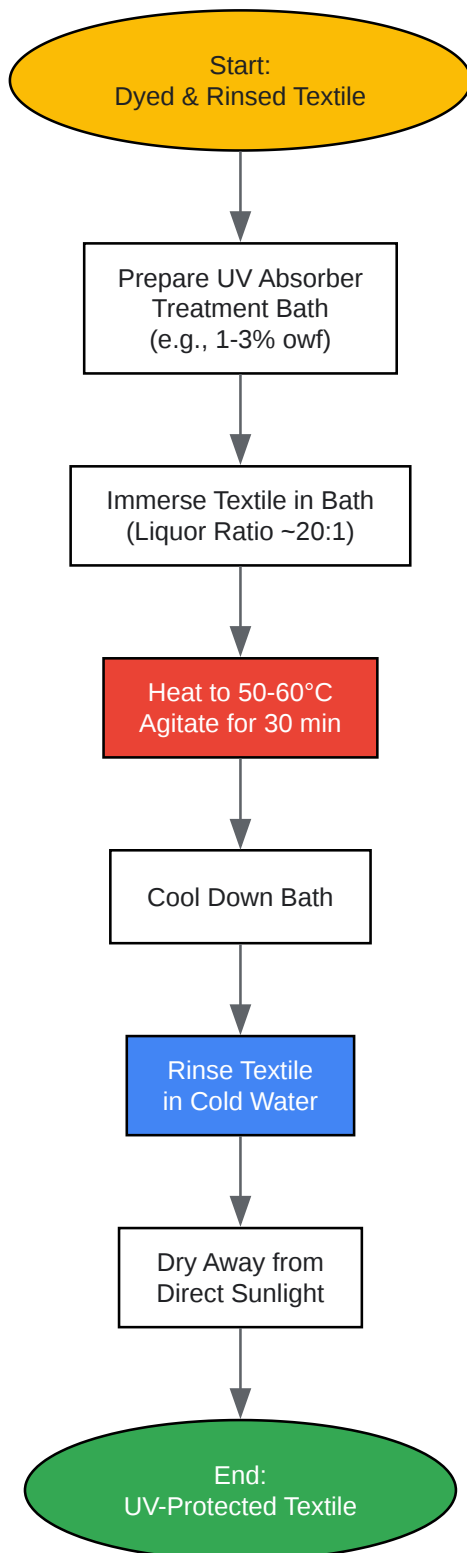 Start:
Dyed & Rinsed Textile
Prepare UV Absorber
Treatment Bath
(e.g., 1-3% owf)
Immerse Textile in Bath
(Liquor Ratio ~20:1)
Heat to 50-60°C
Agitate for 30 min
Cool Down Bath
Rinse Textile
in Cold Water
Dry Away from
Direct Sunlight
End:
UV-Protected Textile